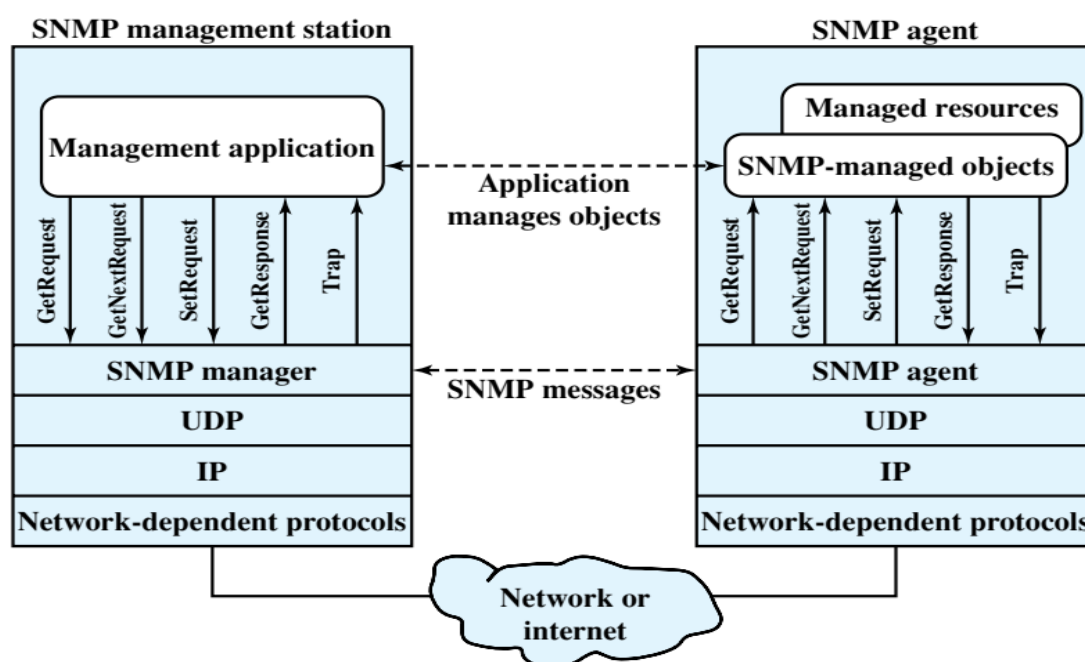 SNMP management station
Management application
GetRequest
GetNextRequest
SetRequest
GetResponse
Trap
SNMP manager
UDP
IP
Network-dependent protocols
Application
manages objects
SNMP messages
SNMP agent
Managed resources
SNMP-managed objects
GetRequest
GetNextRequest
SetRequest
GetResponse
Trap
SNMP agent
UDP
IP
Network-dependent protocols
Network or
internet